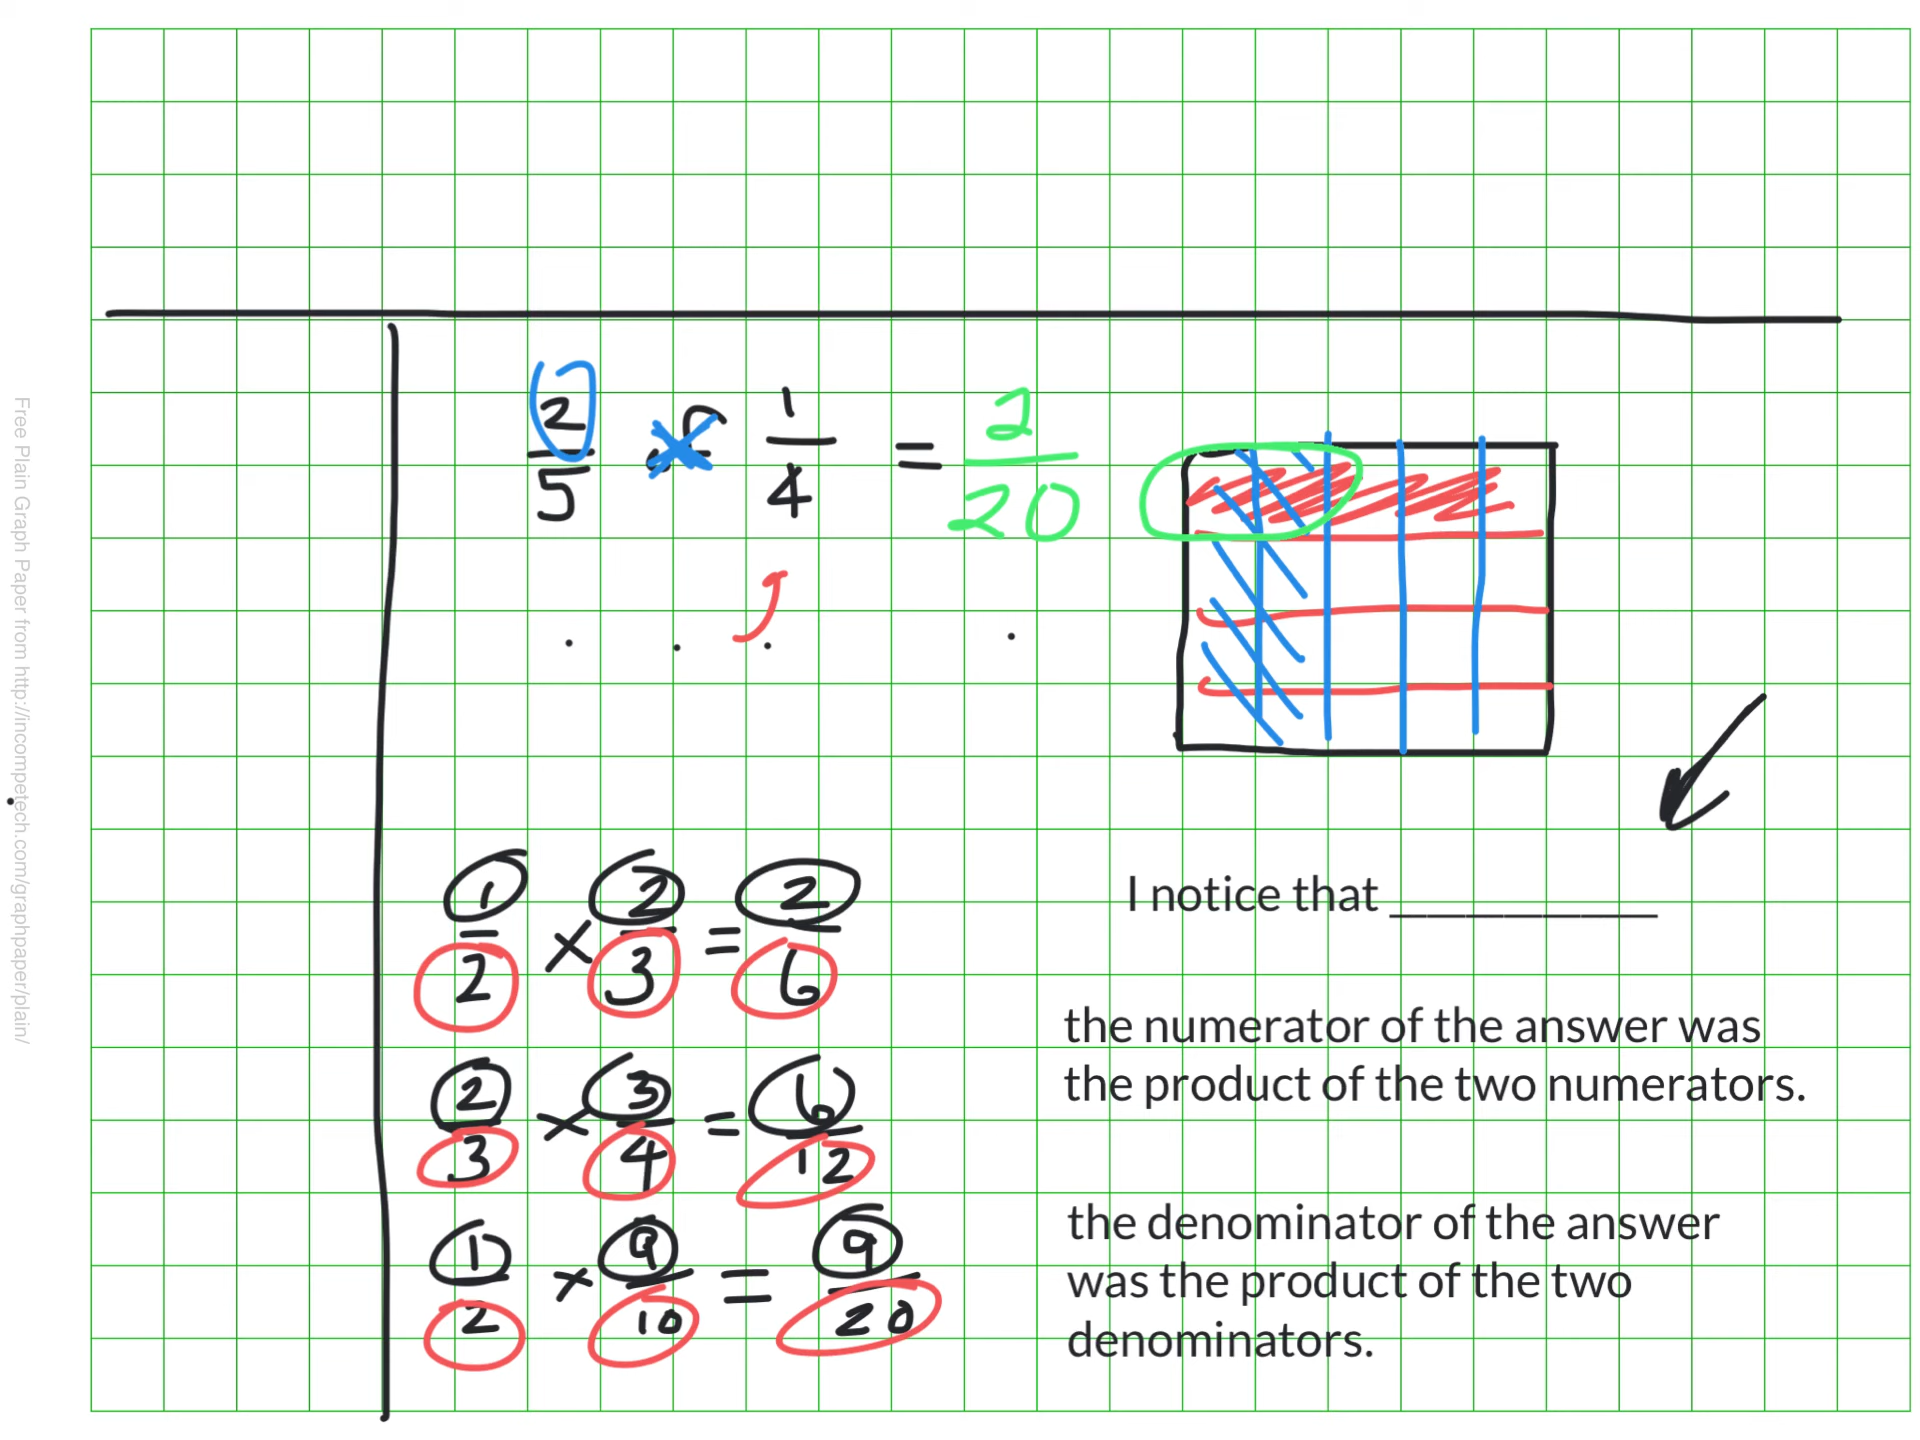 2/5 × 1/4 = 2/20
1/2 × 2/3 = 2/6
2/3 × 3/4 = 6/12
1/2 × 9/10 = 9/20
I notice that ___________
the numerator of the answer was
the product of the two numerators.
the denominator of the answer
was the product of the two
denominators.
Free Plain Graph Paper from http://incompetech.com/graphpaper/plain/